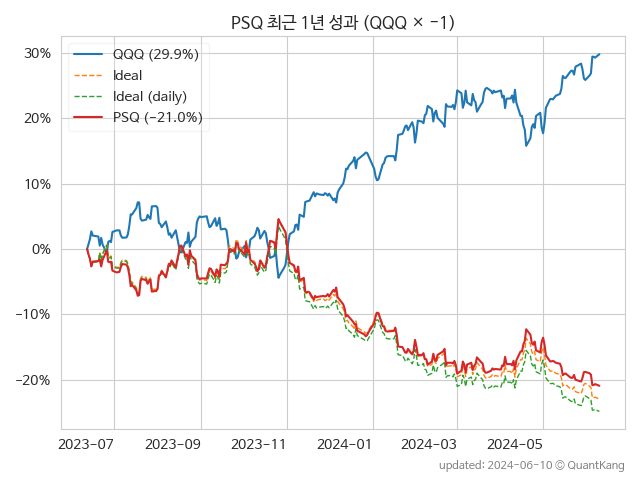 PSQ 최근 1년 성과 (QQQ × −1)
QQQ (29.9%)
Ideal
Ideal (daily)
PSQ (−21.0%)
30%
20%
10%
0%
−10%
−20%
2023-07
2023-09
2023-11
2024-01
2024-03
2024-05
updated: 2024-06-10 ⓒ QuantKang